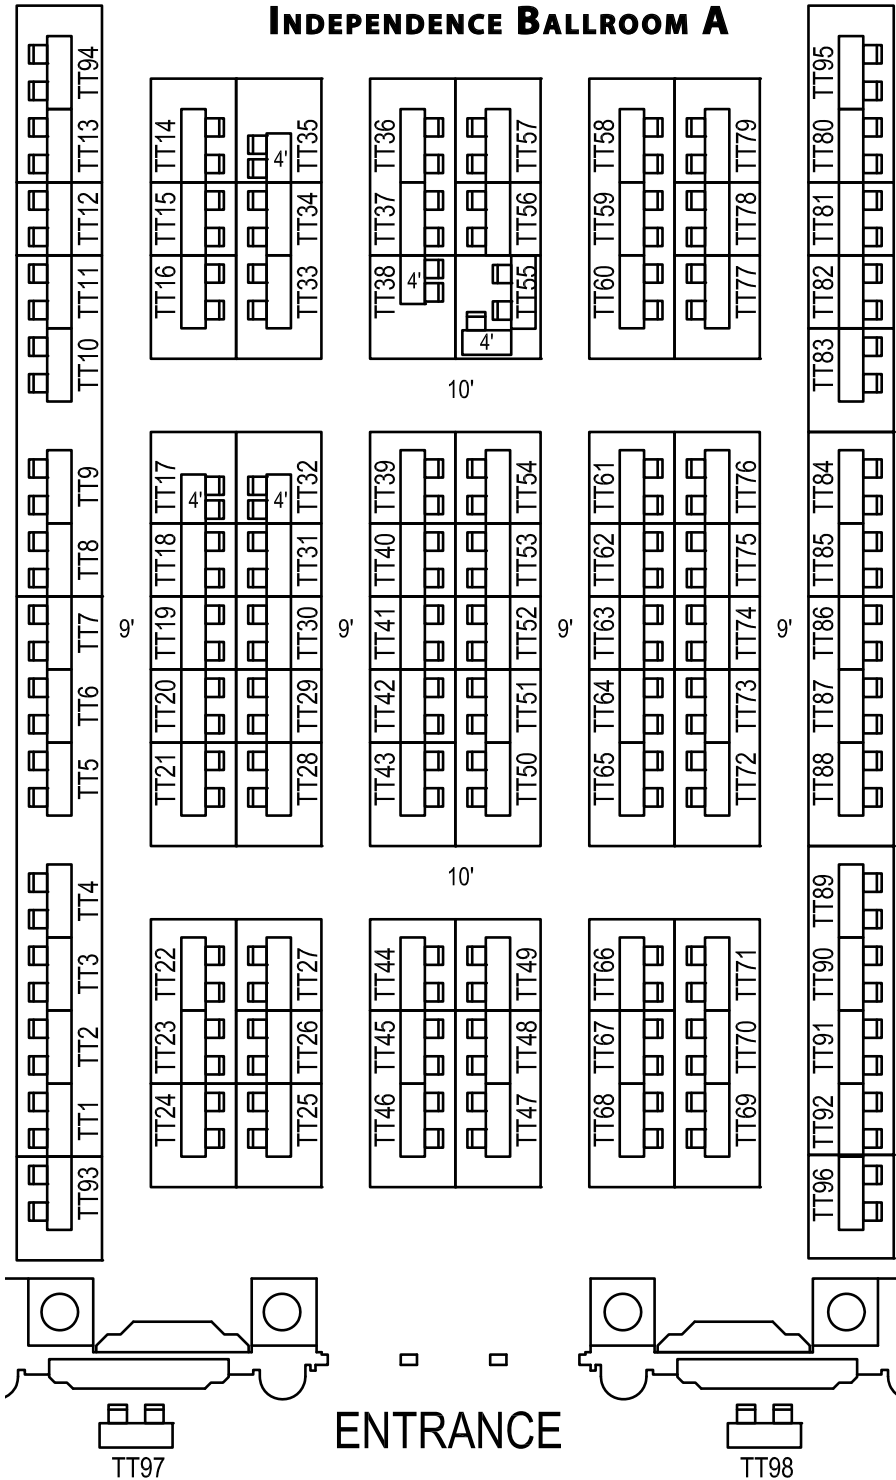 INDEPENDENCE BALLROOM A
TT94
TT13
TT12
TT11
TT10
TT9
TT8
TT7
TT6
TT5
TT4
TT3
TT2
TT1
TT93
9'
TT14
TT15
TT16
TT35
4'
TT34
TT33
TT17
4'
TT18
TT19
TT20
TT21
TT32
4'
TT31
TT30
TT29
TT28
TT22
TT23
TT24
TT27
TT26
TT25
9'
TT36
TT37
TT38
4'
TT57
TT56
TT55
4'
10'
TT39
TT40
TT41
TT42
TT43
TT54
TT53
TT52
TT51
TT50
10'
TT44
TT45
TT46
TT49
TT48
TT47
9'
TT58
TT59
TT60
TT79
TT78
TT77
TT61
TT62
TT63
TT64
TT65
TT76
TT75
TT74
TT73
TT72
TT66
TT67
TT68
TT71
TT70
TT69
9'
TT95
TT80
TT81
TT82
TT83
TT84
TT85
TT86
TT87
TT88
TT89
TT90
TT91
TT92
TT96
ENTRANCE
TT97
TT98